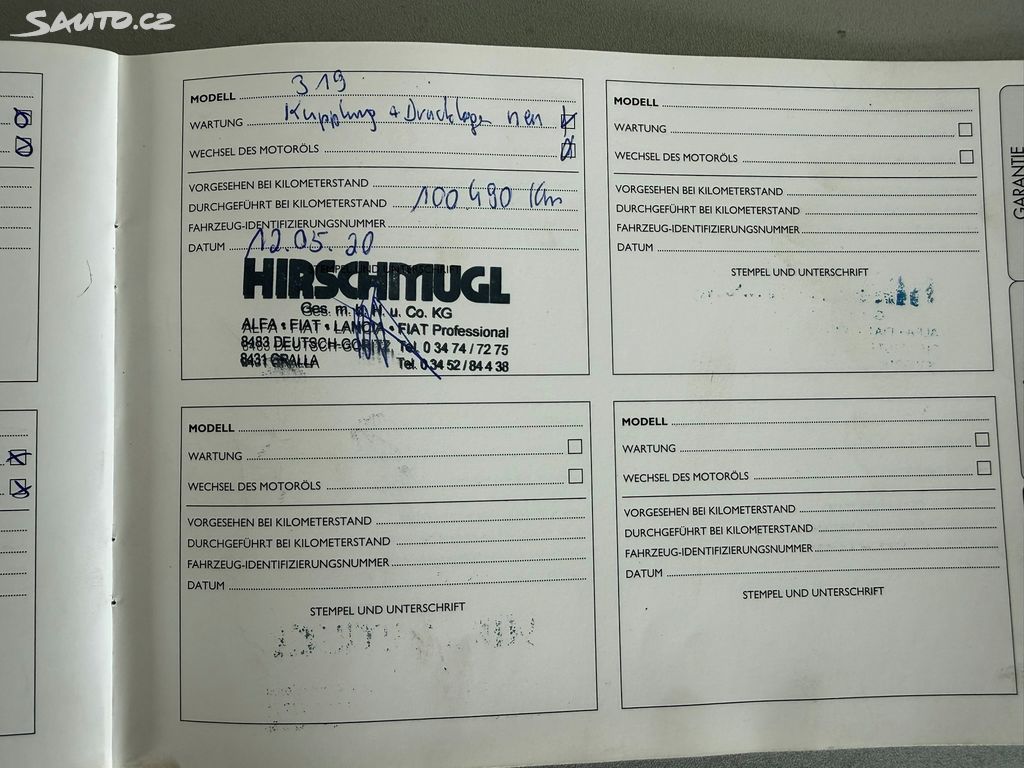 SAUTO.CZ
MODELL 319
WARTUNG Kupplung + Drucklager neu
WECHSEL DES MOTORÖLS
VORGESEHEN BEI KILOMETERSTAND
DURCHGEFÜHRT BEI KILOMETERSTAND 100.490 Km
FAHRZEUG-IDENTIFIZIERUNGSNUMMER
DATUM 12.05.20
STEMPEL UND UNTERSCHRIFT
HIRSCHMUGL
Ges. m. b. H. u. Co. KG
ALFA • FIAT • LANCIA • FIAT Professional
8483 DEUTSCH-GORITZ Tel. 0 34 74 / 72 75
8431 GRALLA Tel. 0 34 52 / 84 4 38
MODELL
WARTUNG
WECHSEL DES MOTORÖLS
VORGESEHEN BEI KILOMETERSTAND
DURCHGEFÜHRT BEI KILOMETERSTAND
FAHRZEUG-IDENTIFIZIERUNGSNUMMER
DATUM
STEMPEL UND UNTERSCHRIFT
MODELL
WARTUNG
WECHSEL DES MOTORÖLS
VORGESEHEN BEI KILOMETERSTAND
DURCHGEFÜHRT BEI KILOMETERSTAND
FAHRZEUG-IDENTIFIZIERUNGSNUMMER
DATUM
STEMPEL UND UNTERSCHRIFT
MODELL
WARTUNG
WECHSEL DES MOTORÖLS
VORGESEHEN BEI KILOMETERSTAND
DURCHGEFÜHRT BEI KILOMETERSTAND
FAHRZEUG-IDENTIFIZIERUNGSNUMMER
DATUM
STEMPEL UND UNTERSCHRIFT
GARANTIE